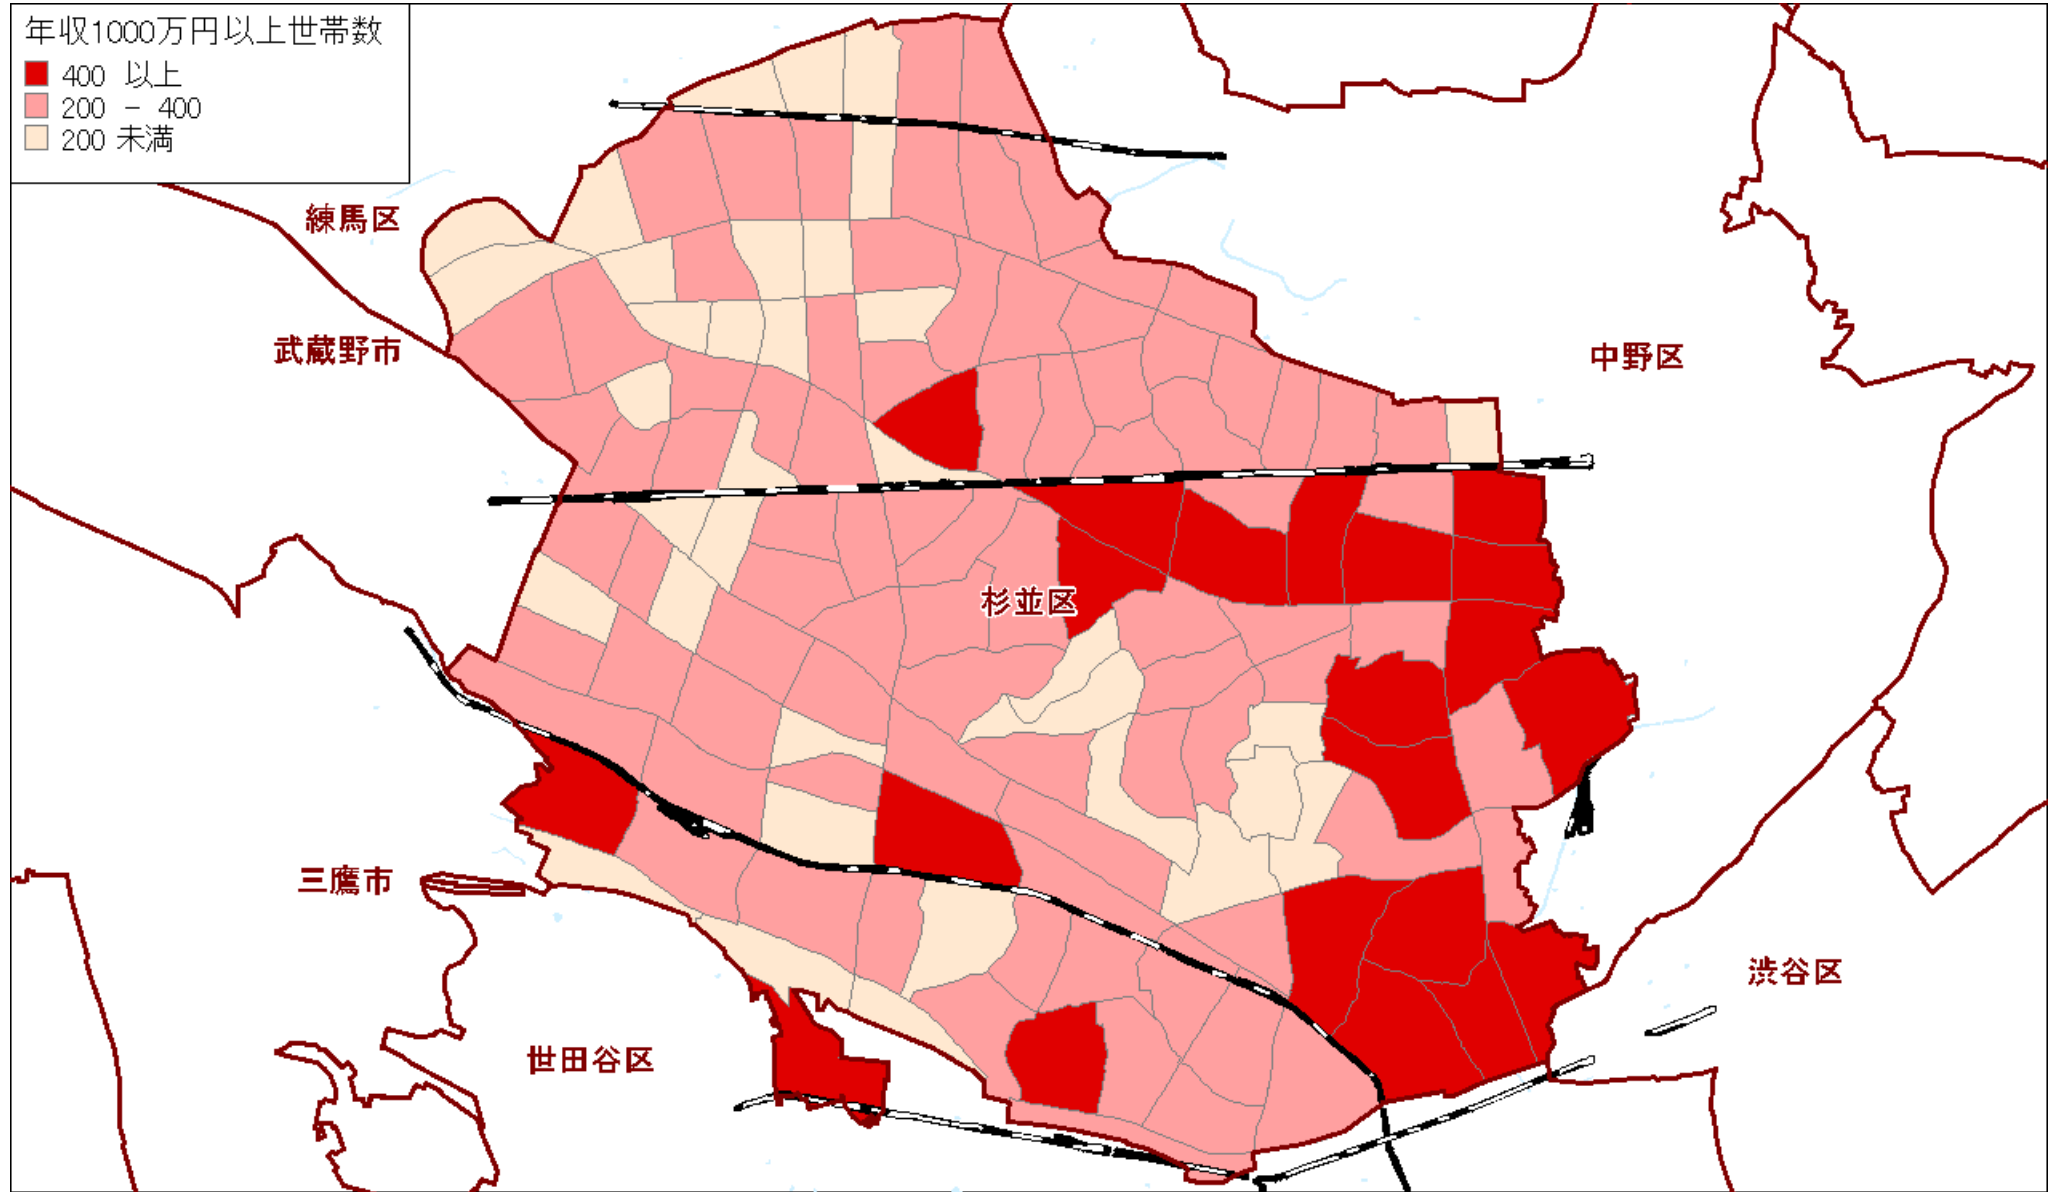 年収1000万円以上世帯数
400 以上
200 - 400
200 未満
練馬区
武蔵野市
中野区
杉並区
三鷹市
渋谷区
世田谷区